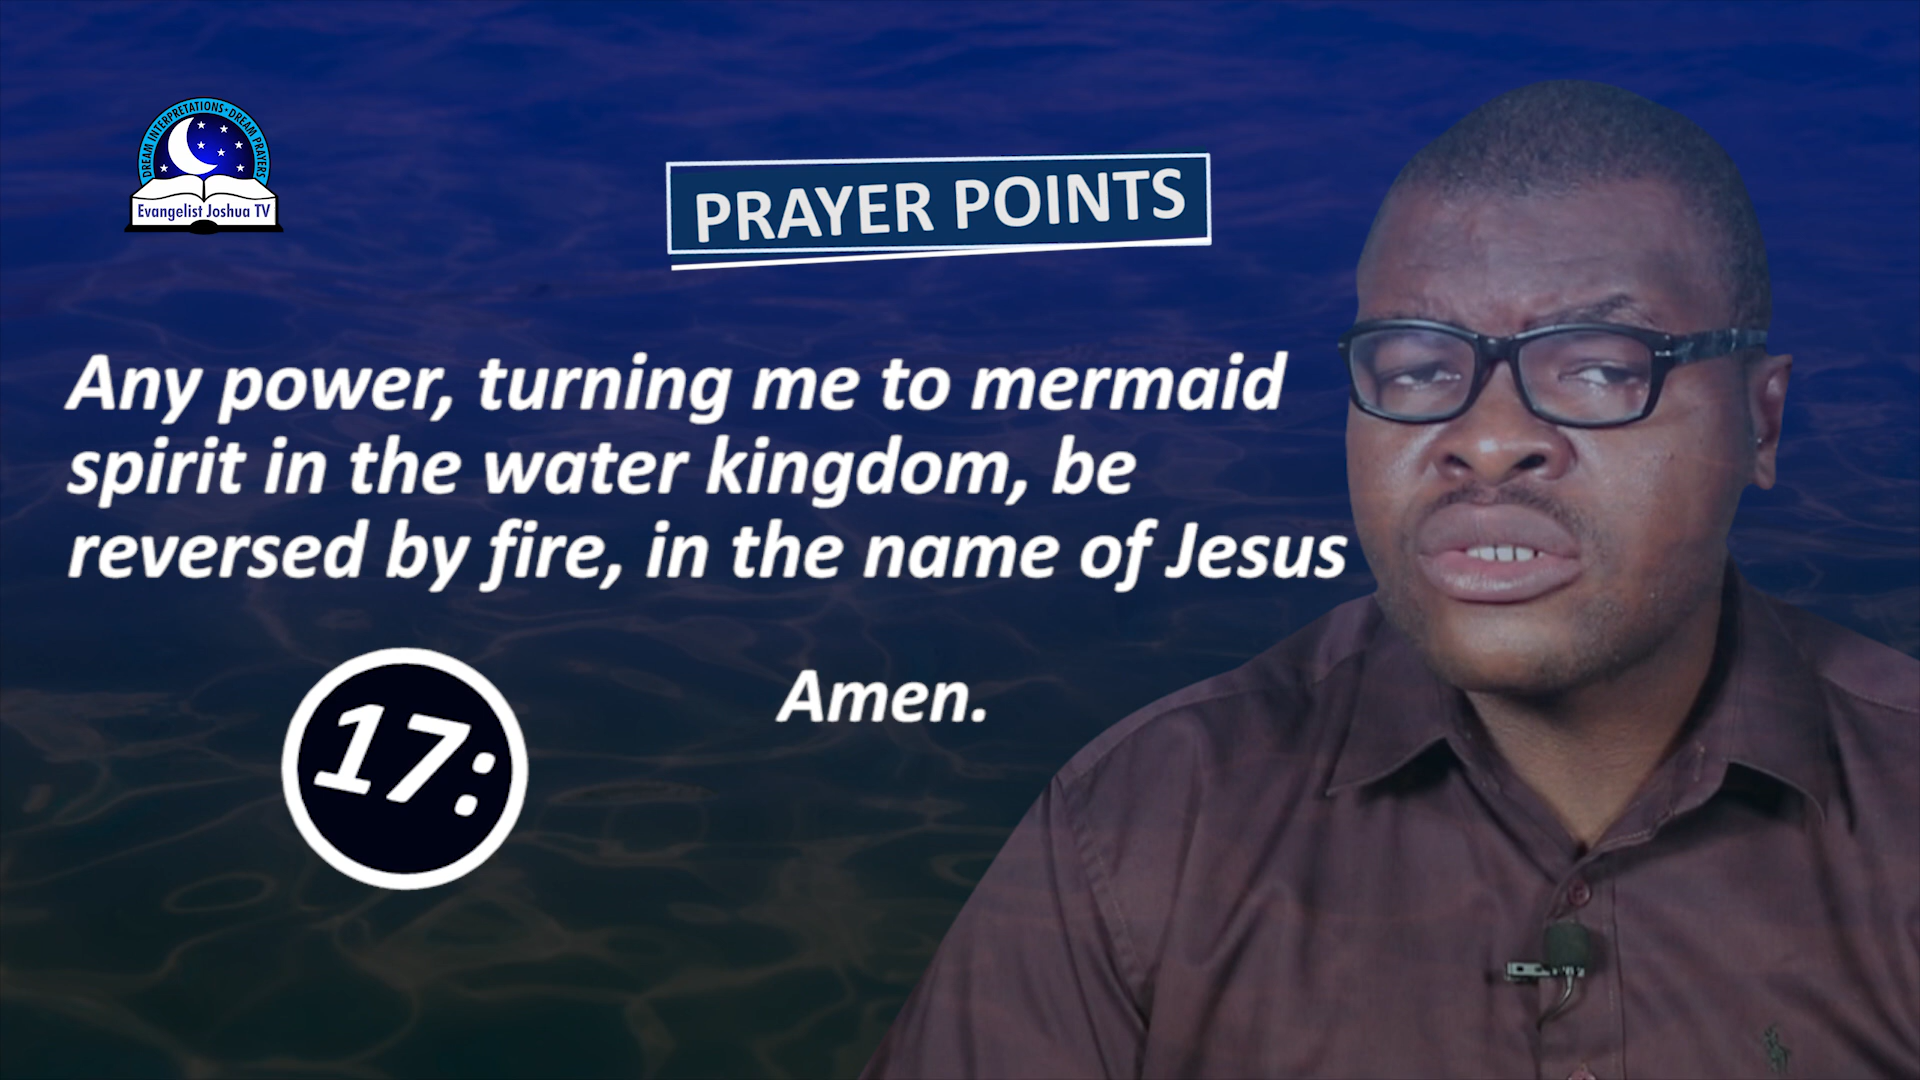 DREAM INTERPRETATIONS · DREAM PRAYERS
Evangelist Joshua TV
PRAYER POINTS
Any power, turning me to mermaid
spirit in the water kingdom, be
reversed by fire, in the name of Jesus
Amen.
17: